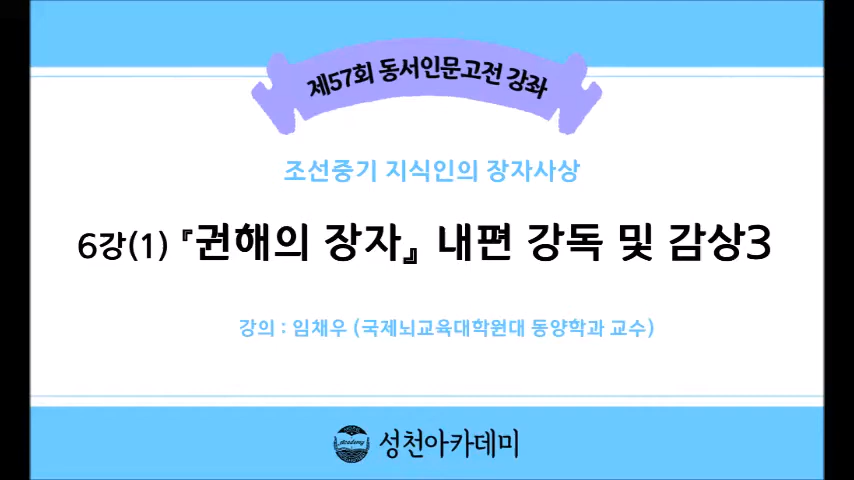 제57회 동서인문고전 강좌
조선중기 지식인의 장자사상
6강(1) 『권해의 장자』 내편 강독 및 감상3
강의 : 임채우 (국제뇌교육대학원대 동양학과 교수)
academy 성천아카데미